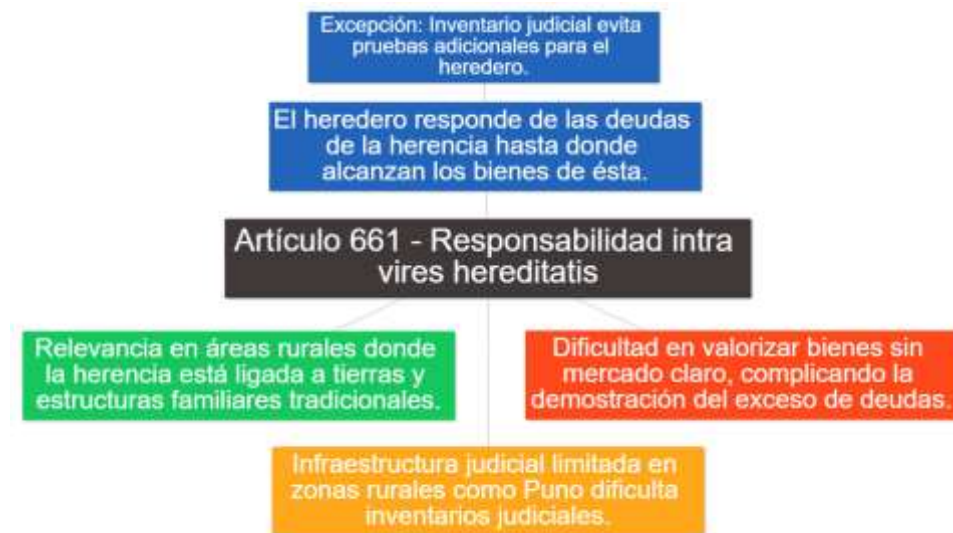 Excepción: Inventario judicial evita
pruebas adicionales para el
heredero.
El heredero responde de las deudas
de la herencia hasta donde
alcanzan los bienes de ésta.
Artículo 661 - Responsabilidad intra
vires hereditatis
Relevancia en áreas rurales donde
la herencia está ligada a tierras y
estructuras familiares tradicionales.
Dificultad en valorizar bienes sin
mercado claro, complicando la
demostración del exceso de deudas.
Infraestructura judicial limitada en
zonas rurales como Puno dificulta
inventarios judiciales.